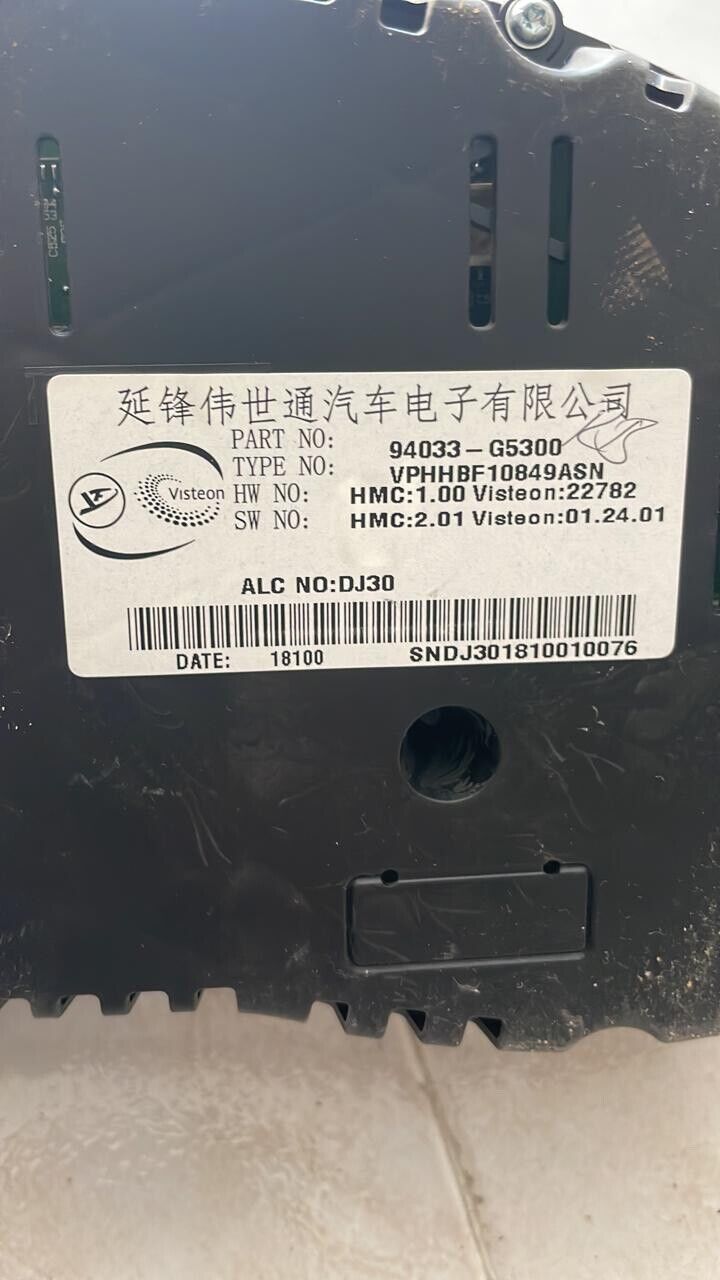 延锋伟世通汽车电子有限公司
PART NO: 94033-G5300
TYPE NO: VPHHBF10849ASN
Visteon
HW NO: HMC:1.00 Visteon:22782
SW NO: HMC:2.01 Visteon:01.24.01
ALC NO:DJ30
DATE: 18100 SNDJ301810010076